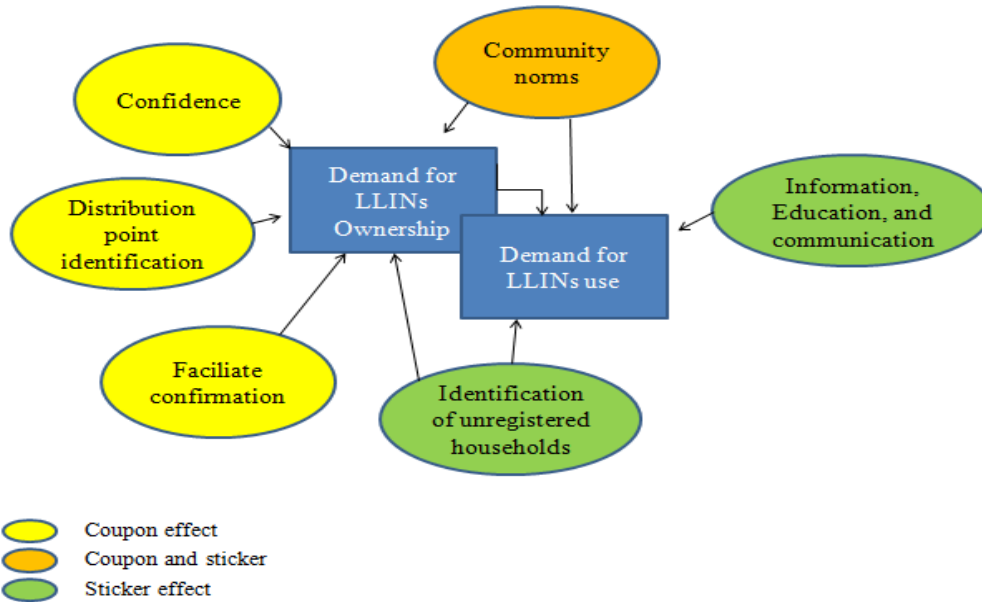 Community
norms
Confidence
Demand for
LLINs
Ownership
Distribution
point
identification
Information,
Education, and
communication
Demand for
LLINs use
Faciliate
confirmation
Identification
of unregistered
households
Coupon effect
Coupon and sticker
Sticker effect